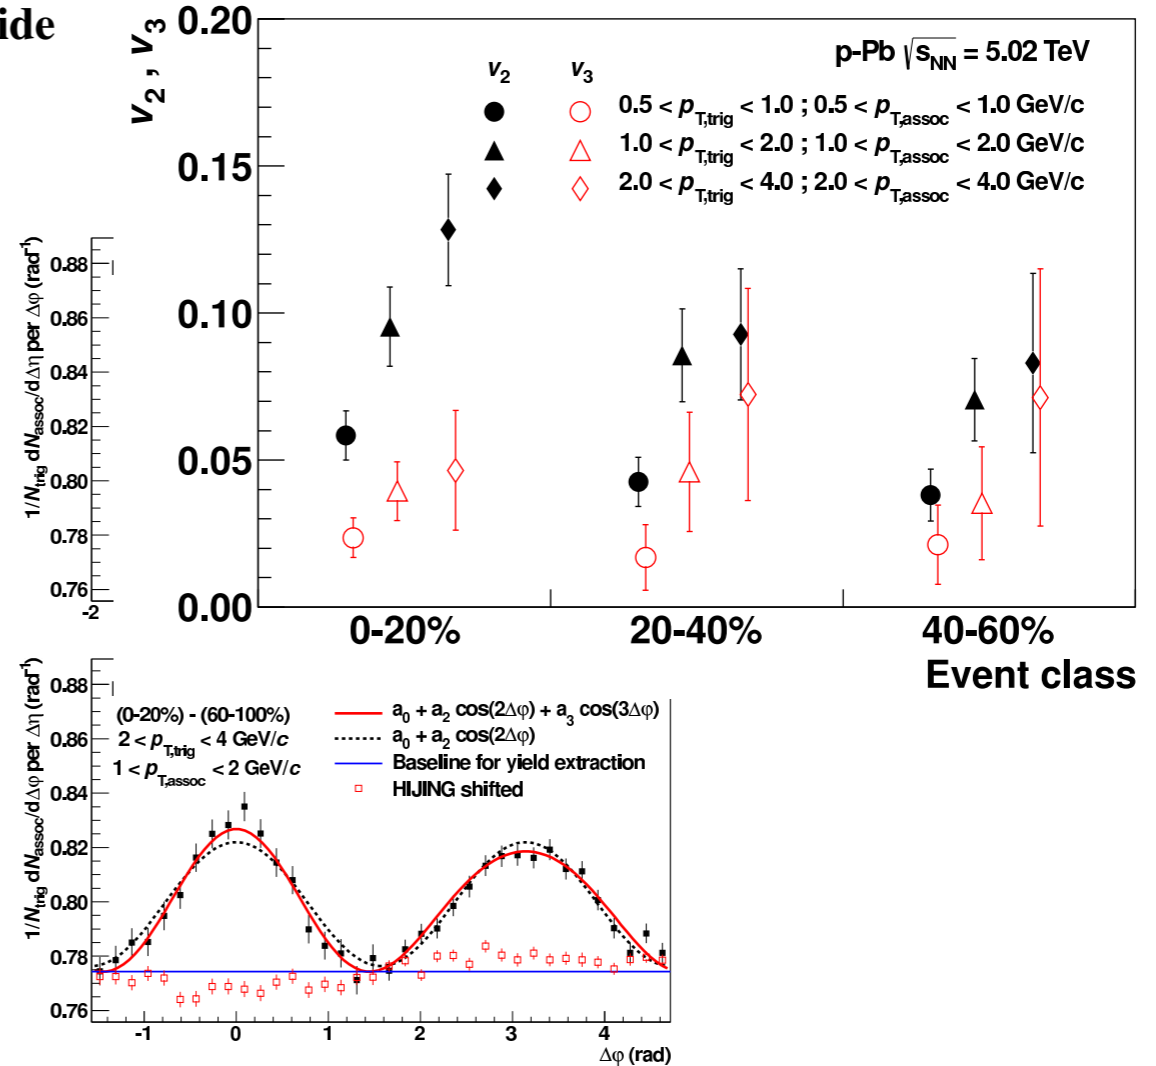 ide
v2 , v3
0.20
0.15
0.10
0.05
0.00
p-Pb √sNN = 5.02 TeV
v2 v3
0.5 < pT,trig < 1.0 ; 0.5 < pT,assoc < 1.0 GeV/c
1.0 < pT,trig < 2.0 ; 1.0 < pT,assoc < 2.0 GeV/c
2.0 < pT,trig < 4.0 ; 2.0 < pT,assoc < 4.0 GeV/c
0-20% 20-40% 40-60%
Event class
1/Ntrig dNassoc/dΔη per Δφ (rad⁻¹)
0.88
0.86
0.84
0.82
0.80
0.78
0.76
-2
1/Ntrig dNassoc/dΔφ per Δη (rad⁻¹)
0.88
0.86
0.84
0.82
0.80
0.78
0.76
(0-20%) - (60-100%)
2 < pT,trig < 4 GeV/c
1 < pT,assoc < 2 GeV/c
a0 + a2 cos(2Δφ) + a3 cos(3Δφ)
a0 + a2 cos(2Δφ)
Baseline for yield extraction
HIJING shifted
-1 0 1 2 3 4
Δφ (rad)